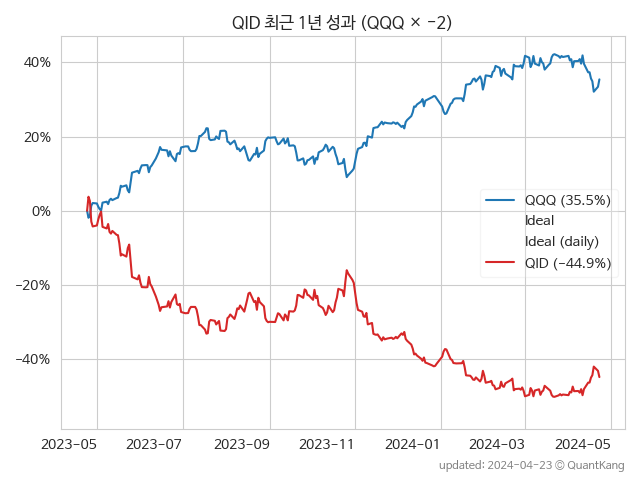 QID 최근 1년 성과 (QQQ × −2)
40%
20%
0%
−20%
−40%
QQQ (35.5%)
Ideal
Ideal (daily)
QID (−44.9%)
2023−05
2023−07
2023−09
2023−11
2024−01
2024−03
2024−05
updated: 2024−04−23 © QuantKang